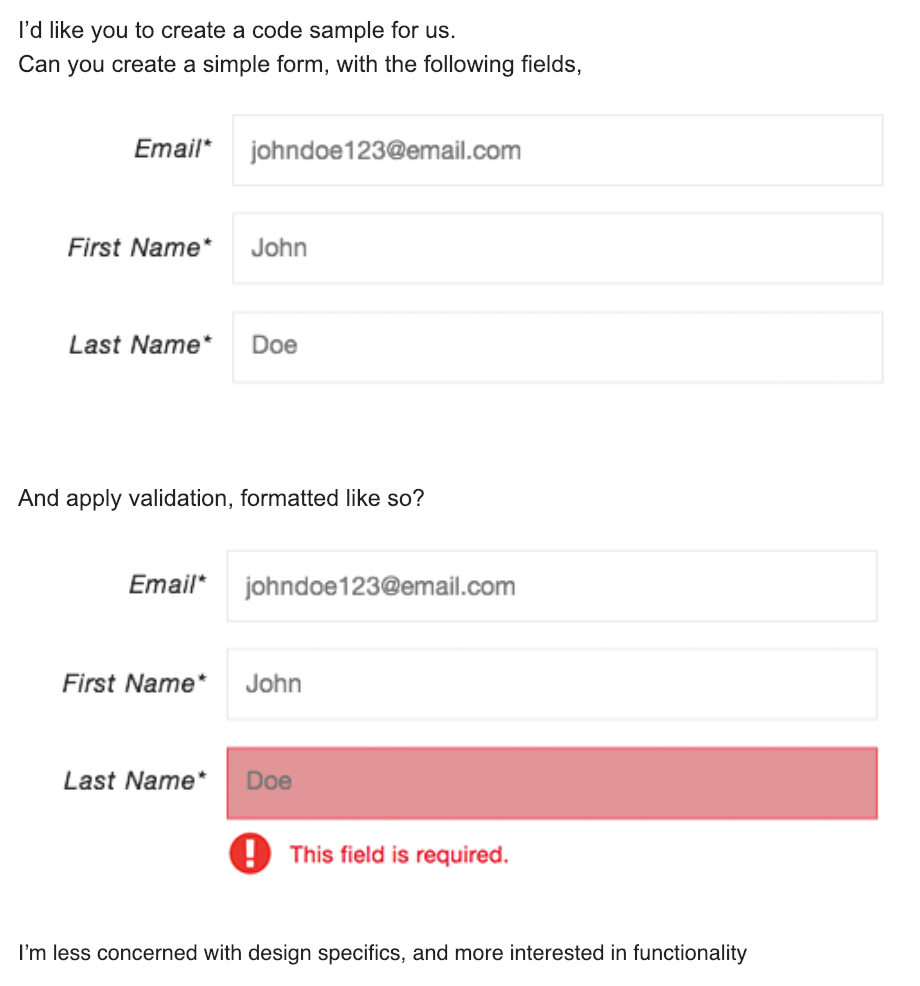 I’d like you to create a code sample for us.
Can you create a simple form, with the following fields,
Email* johndoe123@email.com
First Name* John
Last Name* Doe
And apply validation, formatted like so?
Email* johndoe123@email.com
First Name* John
Last Name* Doe
! This field is required.
I’m less concerned with design specifics, and more interested in functionality